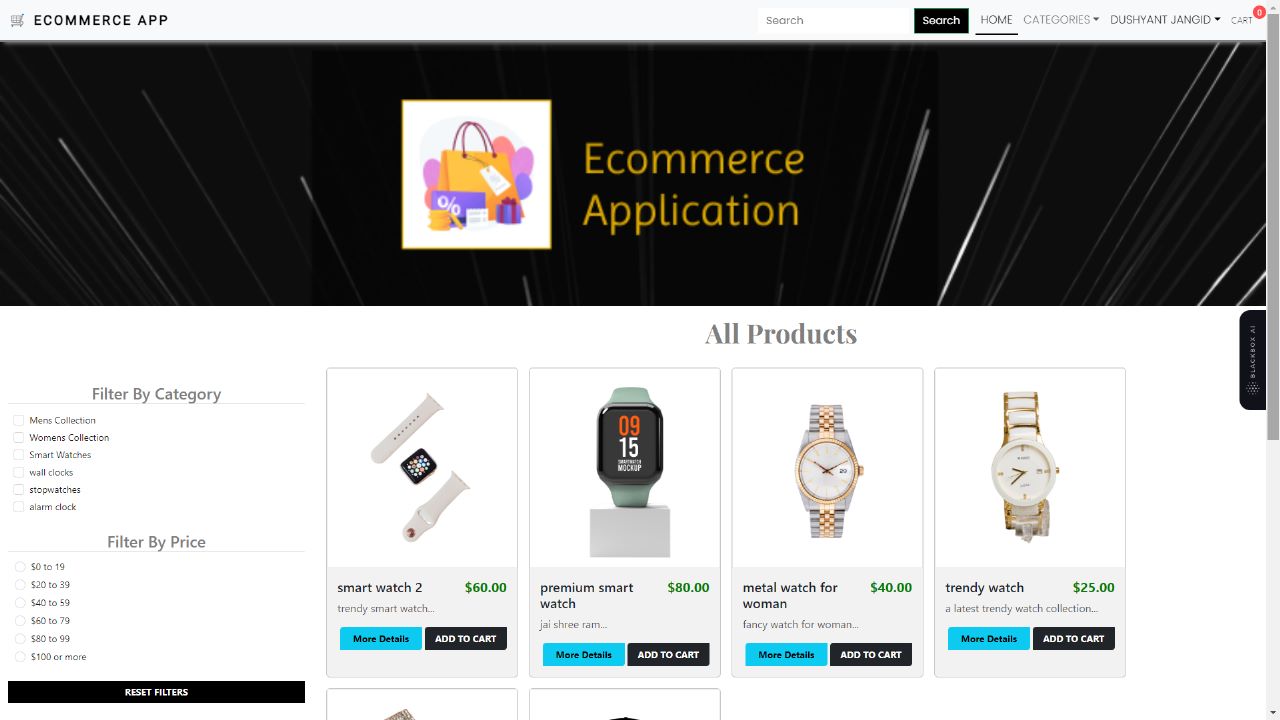 ECOMMERCE APP
Search
Search
HOME
CATEGORIES
DUSHYANT JANGID
CART
0
Ecommerce
Application
%
BLACKBOX AI
All Products
Filter By Category
Mens Collection
Womens Collection
Smart Watches
wall clocks
stopwatches
alarm clock
Filter By Price
$0 to 19
$20 to 39
$40 to 59
$60 to 79
$80 to 99
$100 or more
RESET FILTERS
smart watch 2 $60.00
trendy smart watch...
More Details ADD TO CART
09
15
SMARTWATCH
MOCKUP
premium smart $80.00
watch
jai shree ram...
More Details ADD TO CART
20
metal watch for $40.00
woman
fancy watch for woman...
More Details ADD TO CART
trendy watch $25.00
a latest trendy watch collection...
More Details ADD TO CART